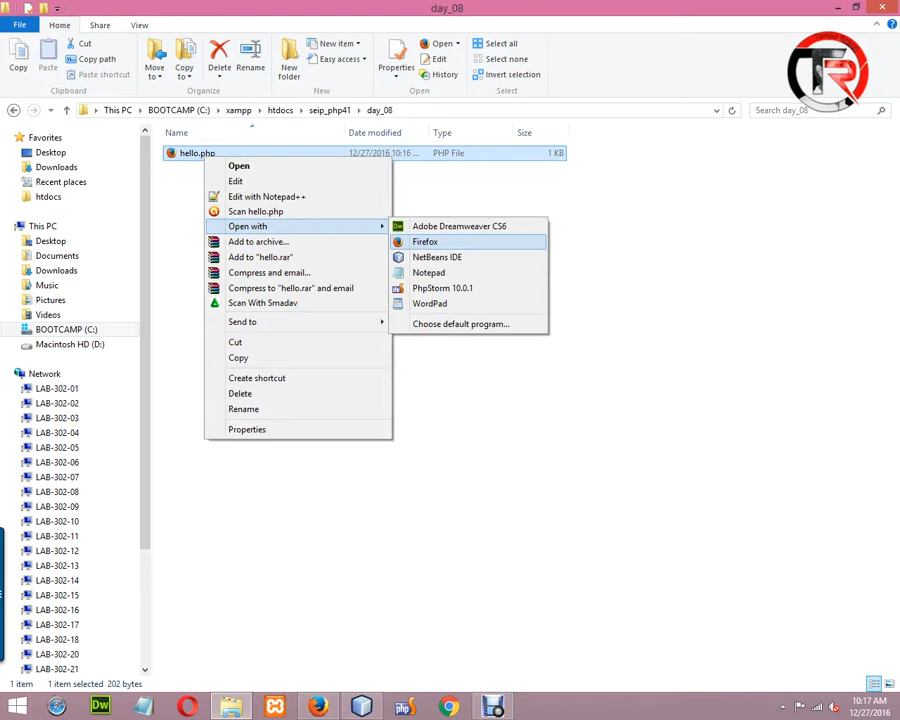 day_08
File Home Share View
Copy
Paste
Cut
Copy path
Paste shortcut
Clipboard
Move to
Copy to
Delete
Rename
Organize
New folder
New item
Easy access
New
Properties
Open
Edit
History
Open
Select all
Select none
Invert selection
Select
TR
This PC BOOTCAMP (C:) xampp htdocs seip_php41 day_08
Search day_08
Name Date modified Type Size
hello.php 12/27/2016 10:16 ... PHP File 1 KB
Favorites
Desktop
Downloads
Recent places
htdocs
This PC
Desktop
Documents
Downloads
Music
Pictures
Videos
BOOTCAMP (C:)
Macintosh HD (D:)
Network
LAB-302-01
LAB-302-02
LAB-302-03
LAB-302-04
LAB-302-05
LAB-302-06
LAB-302-07
LAB-302-08
LAB-302-09
LAB-302-10
LAB-302-11
LAB-302-12
LAB-302-13
LAB-302-14
LAB-302-15
LAB-302-16
LAB-302-17
LAB-302-18
LAB-302-20
LAB-302-21
Open
Edit
Edit with Notepad++
Scan hello.php
Open with
Add to archive...
Add to "hello.rar"
Compress and email...
Compress to "hello.rar" and email
Scan With Smadav
Send to
Cut
Copy
Create shortcut
Delete
Rename
Properties
Adobe Dreamweaver CS6
Firefox
NetBeans IDE
Notepad
PhpStorm 10.0.1
WordPad
Choose default program...
1 item 1 item selected 202 bytes
Dw
10:17 AM
12/27/2016